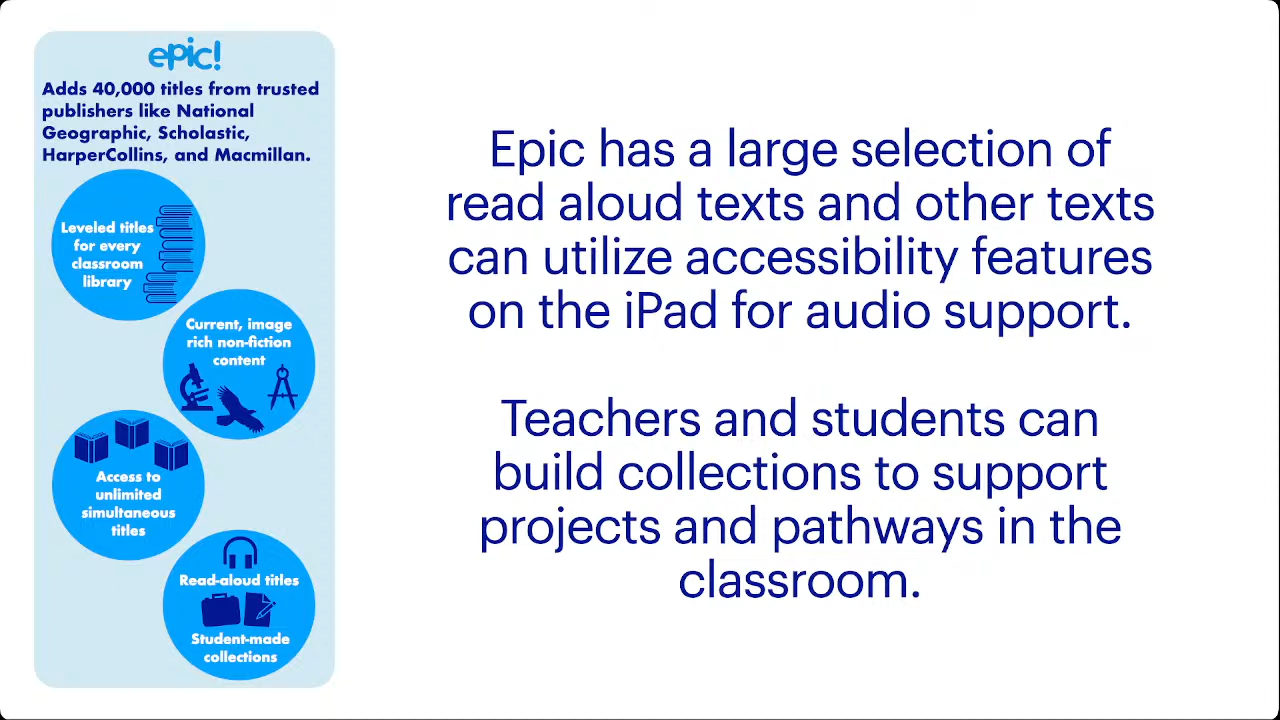 epic!
Adds 40,000 titles from trusted
publishers like National
Geographic, Scholastic,
HarperCollins, and Macmillan.
Leveled titles
for every
classroom
library
Current, image
rich non-fiction
content
Access to
unlimited
simultaneous
titles
Read-aloud titles
Student-made
collections
Epic has a large selection of
read aloud texts and other texts
can utilize accessibility features
on the iPad for audio support.
Teachers and students can
build collections to support
projects and pathways in the
classroom.